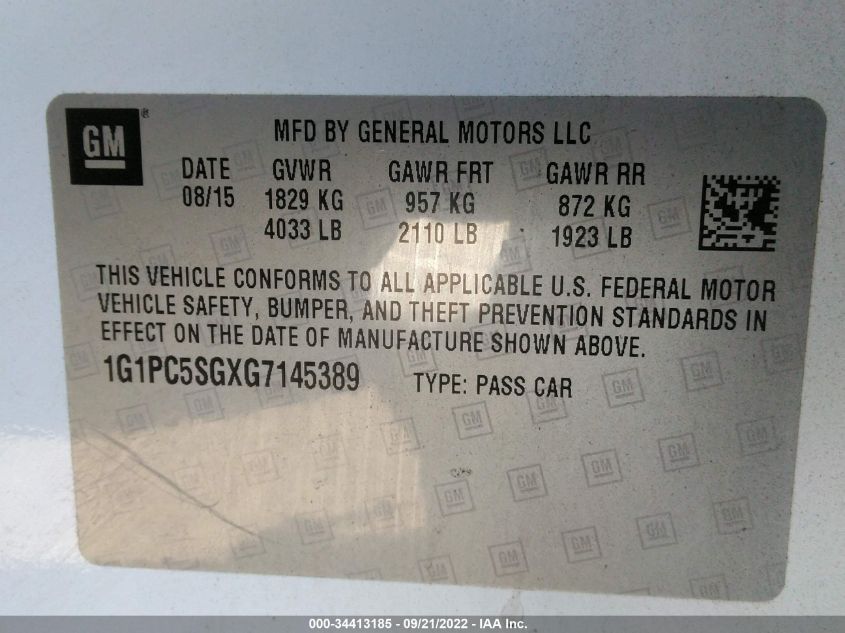 GM ®
MFD BY GENERAL MOTORS LLC
DATE GVWR GAWR FRT GAWR RR
08/15 1829 KG 957 KG 872 KG
4033 LB 2110 LB 1923 LB
THIS VEHICLE CONFORMS TO ALL APPLICABLE U.S. FEDERAL MOTOR
VEHICLE SAFETY, BUMPER, AND THEFT PREVENTION STANDARDS IN
EFFECT ON THE DATE OF MANUFACTURE SHOWN ABOVE.
1G1PC5SGXG7145389 TYPE: PASS CAR
000-34413185 - 09/21/2022 - IAA Inc.